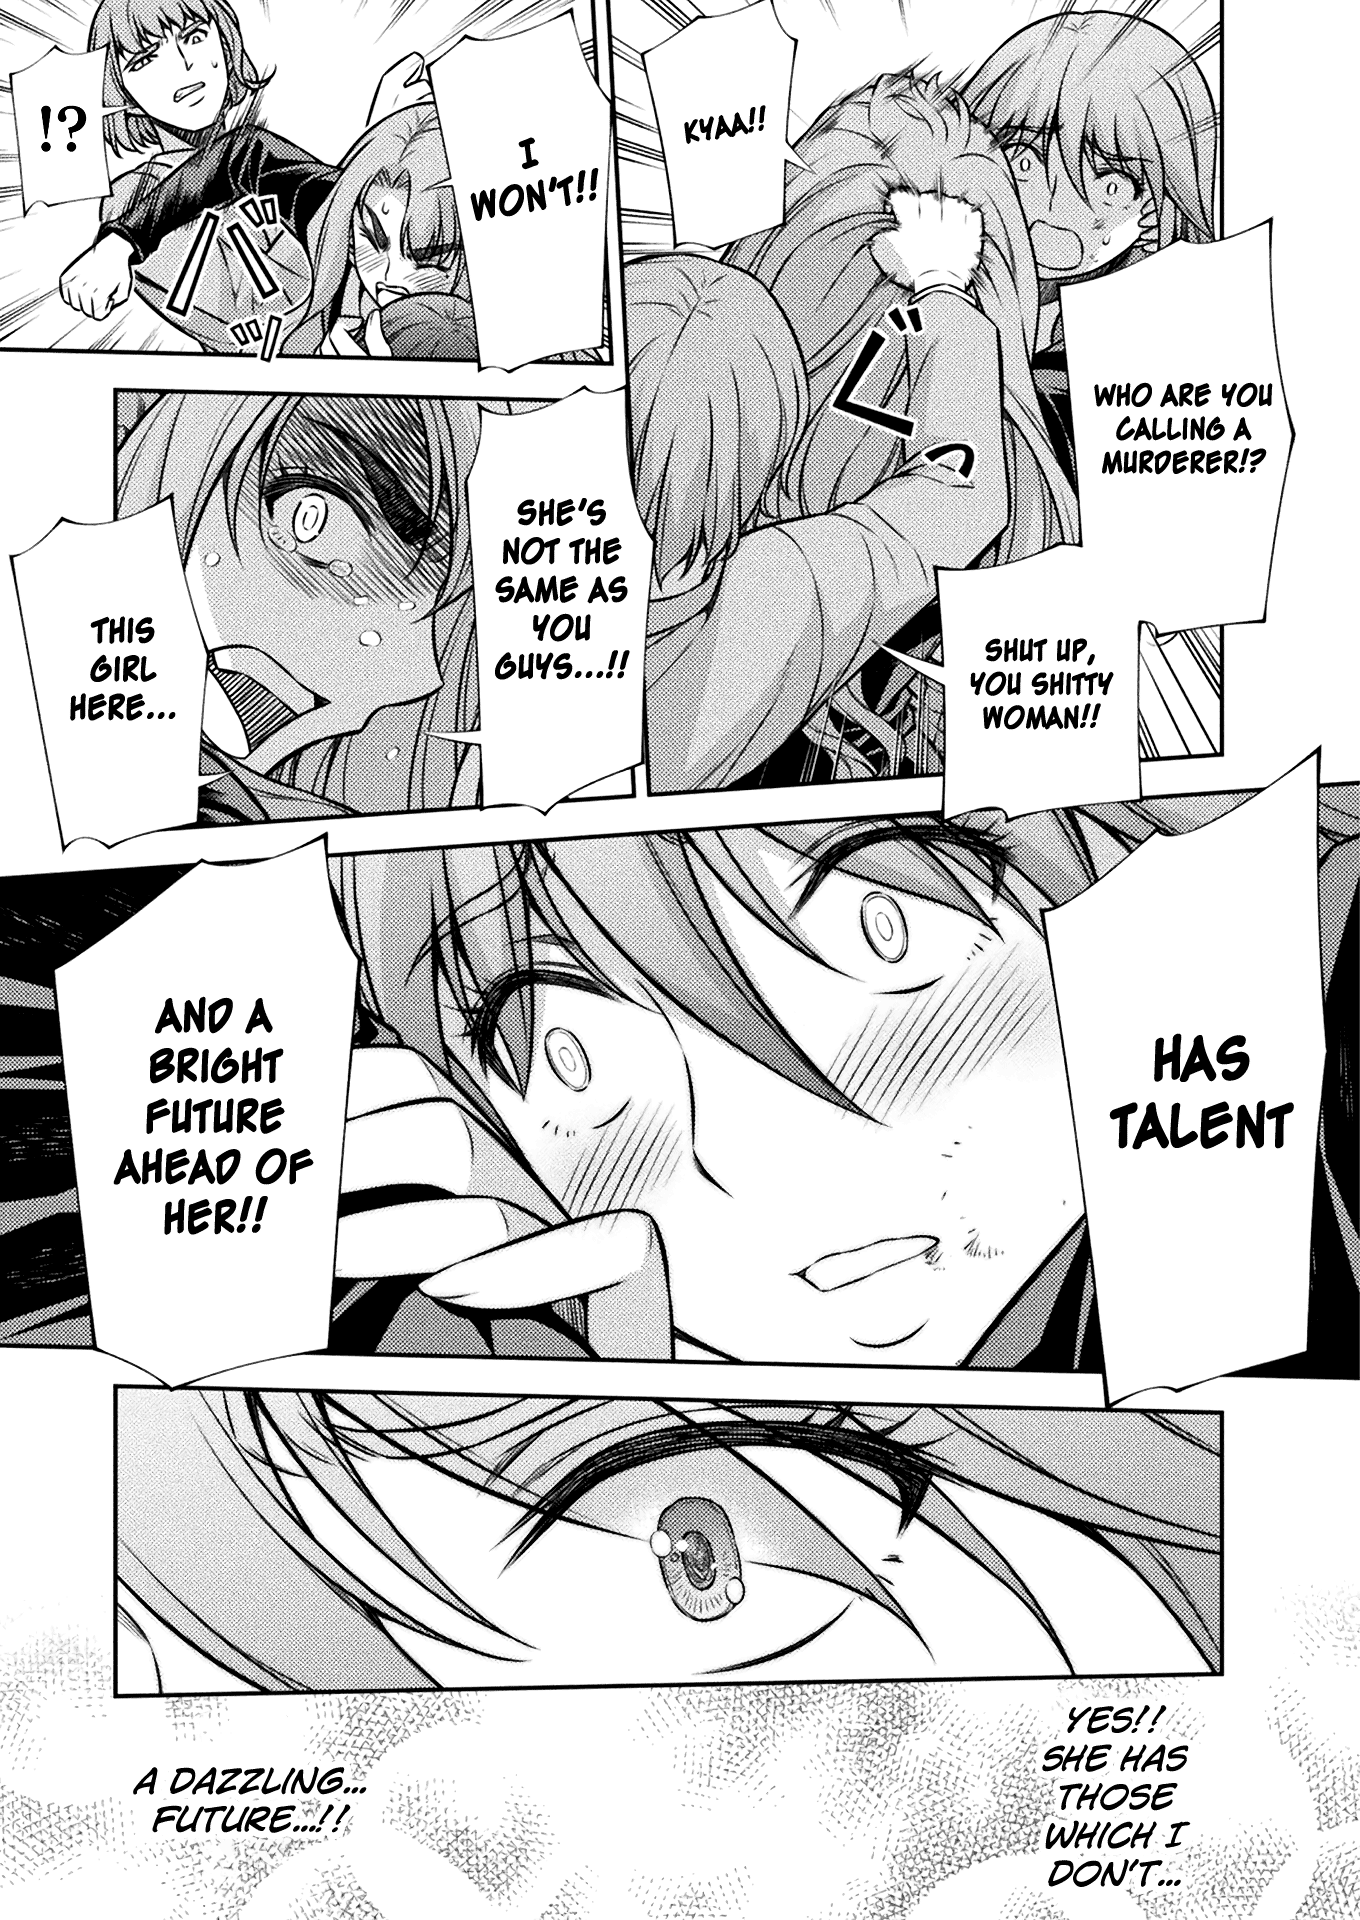 WHO ARE YOU
CALLING A
MURDERER!?
KYAA!!
SHUT UP,
YOU SHITTY
WOMAN!!
I
WON'T!!
!?
SHE'S
NOT THE
SAME AS
YOU
GUYS...!!
THIS
GIRL
HERE...
HAS
TALENT
AND A
BRIGHT
FUTURE
AHEAD OF
HER!!
YES!!
SHE HAS
THOSE
WHICH I
DON'T...
A DAZZLING...
FUTURE...!!